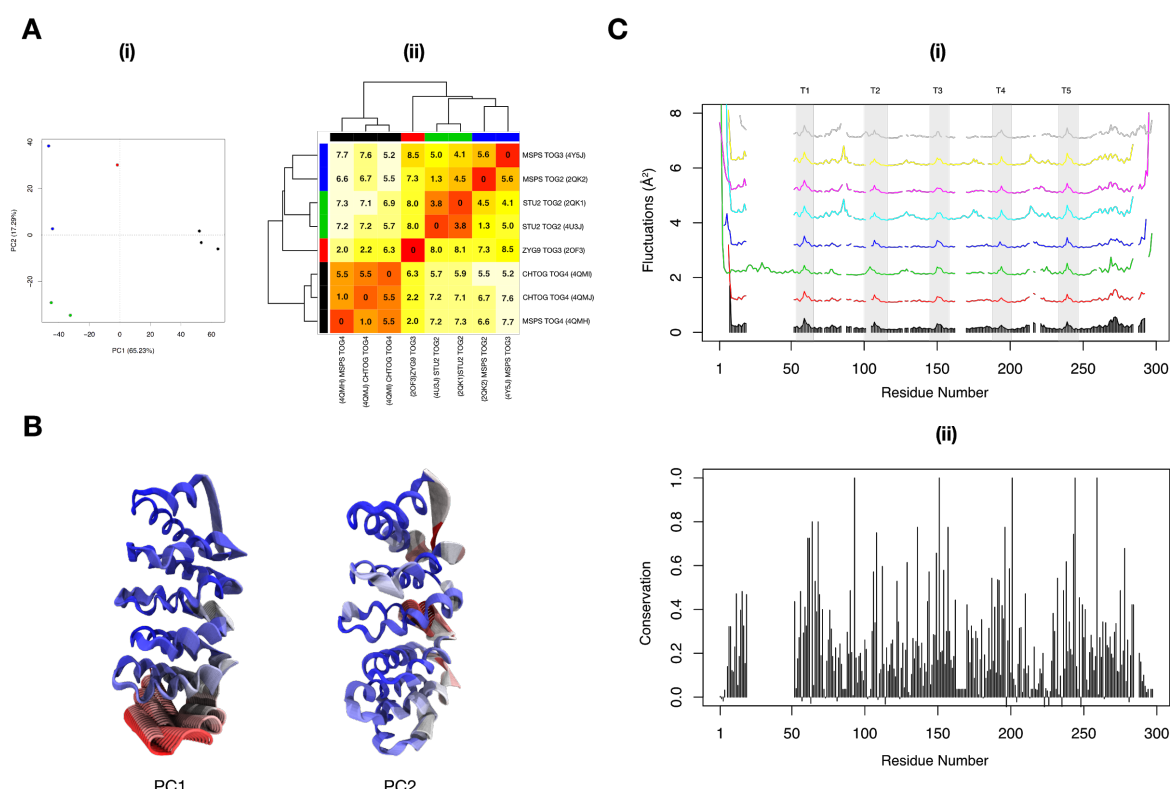 A
(i)
40
20
0
−20
PC2 (17.29%)
−40
0
20
40
60
PC1 (65.23%)
(ii)
7.7 7.6 5.2 8.5 5.0 4.1 5.6 0 MSPS TOG3 (4Y5J)
6.6 6.7 5.5 7.3 1.3 4.5 0 5.6 MSPS TOG2 (2QK2)
7.3 7.1 6.9 8.0 3.8 0 4.5 4.1 STU2 TOG2 (2QK1)
7.2 7.2 5.7 8.0 0 3.8 1.3 5.0 STU2 TOG2 (4U3J)
2.0 2.2 6.3 0 8.0 8.1 7.3 8.5 ZYG9 TOG3 (2OF3)
5.5 5.5 0 6.3 5.7 5.9 5.5 5.2 CHTOG TOG4 (4QMI)
1.0 0 5.5 2.2 7.2 7.1 6.7 7.6 CHTOG TOG4 (4QMJ)
0 1.0 5.5 2.0 7.2 7.3 6.6 7.7 MSPS TOG4 (4QMH)
(4QMH) MSPS TOG4
(4QMJ) CHTOG TOG4
(4QMI) CHTOG TOG4
(2OF3)ZYG9 TOG3
(4U3J) STU2 TOG2
(2QK1)STU2 TOG2
(2QK2) MSPS TOG2
(4Y5J) MSPS TOG3
B
PC1
PC2
C
(i)
T1 T2 T3 T4 T5
8
6
4
2
0
Fluctuations (Å²)
1 50 100 150 200 250 300
Residue Number
(ii)
1.0
0.8
0.6
0.4
0.2
0.0
Conservation
1 50 100 150 200 250 300
Residue Number